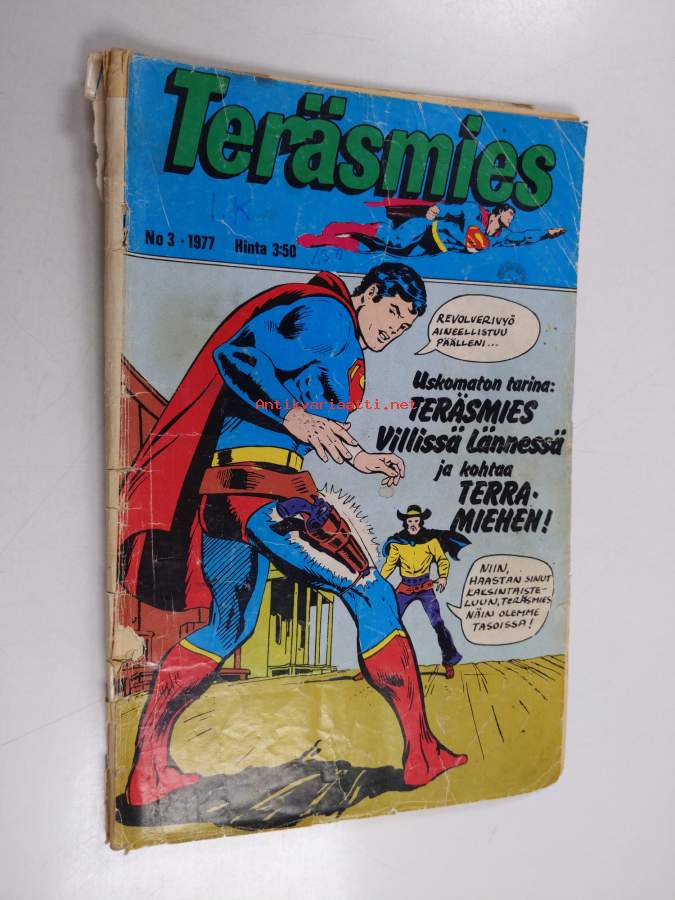 Teräsmies
I.K
No 3 - 1977 Hinta 3:50
REVOLVERIVYÖ
AINEELLISTUU
PÄÄLLENI...
Uskomaton tarina:
TERÄSMIES
Villissä Lännessä
ja kohtaa
TERRA-
MIEHEN!
NIIN,
HAASTAN SINUT
KAKSINTAISTE-
LUUN, TERÄSMIES
NÄIN OLEMME
TASOISSA!
Antikvariaatti.net